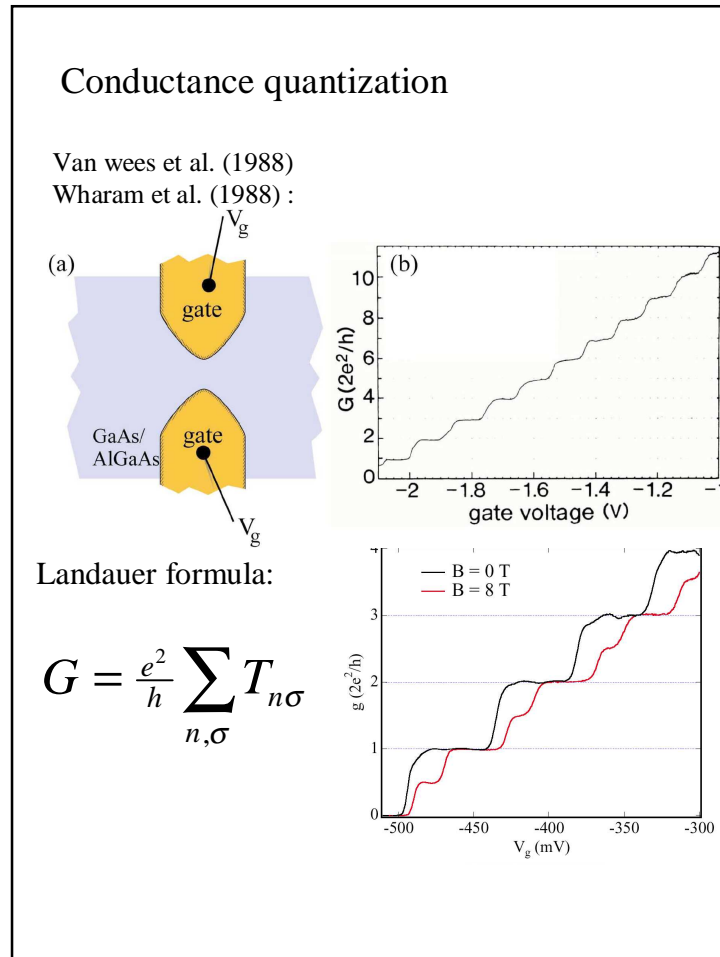 Conductance quantization
Van wees et al. (1988)
Wharam et al. (1988) :
V_g
(a)
gate
gate
GaAs/
AlGaAs
V_g
(b)
G (2e²/h)
10
8
6
4
2
0
−2 −1.8 −1.6 −1.4 −1.2 −1
gate voltage (V)
Landauer formula:
G = e²/h ∑_{n,σ} T_{nσ}
B = 0 T
B = 8 T
g (2e²/h)
4
3
2
1
0
-500 -450 -400 -350 -300
V_g (mV)